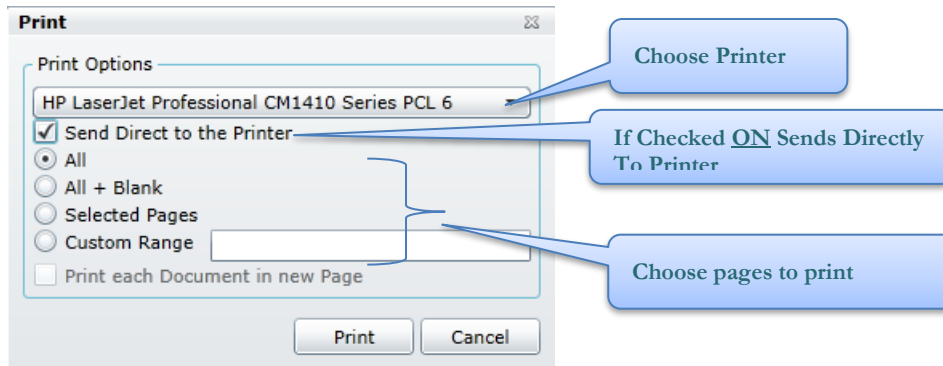 Print
Print Options
Choose Printer
HP LaserJet Professional CM1410 Series PCL 6
Send Direct to the Printer
If Checked ON Sends Directly
To Printer
All
All + Blank
Selected Pages
Custom Range
Choose pages to print
Print each Document in new Page
Print Cancel